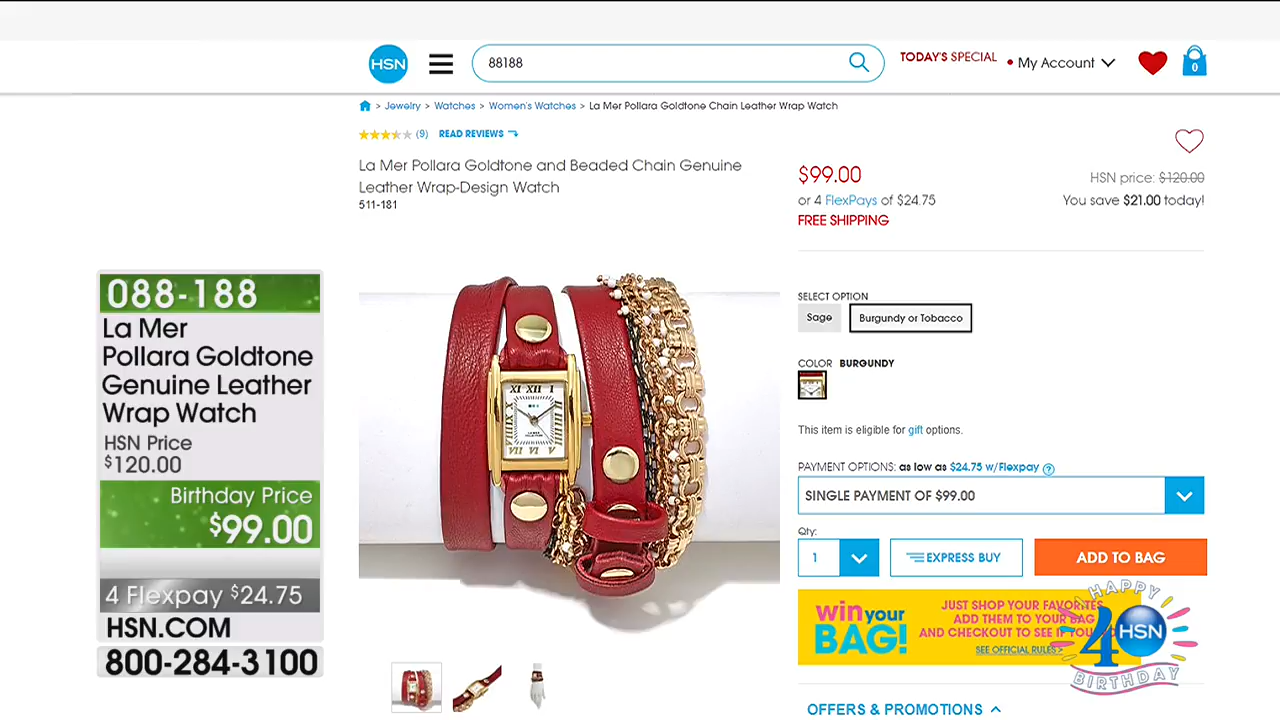 HSN
88188
TODAY'S SPECIAL
• My Account
0
> Jewelry > Watches > Women's Watches > La Mer Pollara Goldtone Chain Leather Wrap Watch
(9) READ REVIEWS
La Mer Pollara Goldtone and Beaded Chain Genuine
Leather Wrap-Design Watch
511-181
$99.00
HSN price: $120.00
or 4 FlexPays of $24.75
You save $21.00 today!
FREE SHIPPING
088-188
La Mer
Pollara Goldtone
Genuine Leather
Wrap Watch
HSN Price
$120.00
Birthday Price
$99.00
4 Flexpay $24.75
HSN.COM
800-284-3100
XI XII I
VII VI V
SELECT OPTION
Sage
Burgundy or Tobacco
COLOR BURGUNDY
This item is eligible for gift options.
PAYMENT OPTIONS: as low as $24.75 w/Flexpay ?
SINGLE PAYMENT OF $99.00
Qty:
1
EXPRESS BUY
ADD TO BAG
win your
BAG!
JUST SHOP YOUR FAVORITES
ADD THEM TO YOUR BAG
AND CHECKOUT TO SEE IF YOU
SEE OFFICIAL RULES >
HAPPY
40
HSN
BIRTHDAY
OFFERS & PROMOTIONS